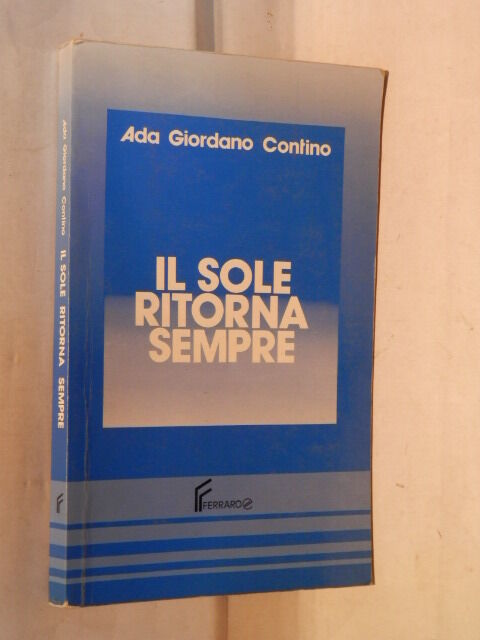 Ada Giordano Contino
IL SOLE
RITORNA
SEMPRE
FERRARO
Ada Giordano Contino IL SOLE RITORNA SEMPRE